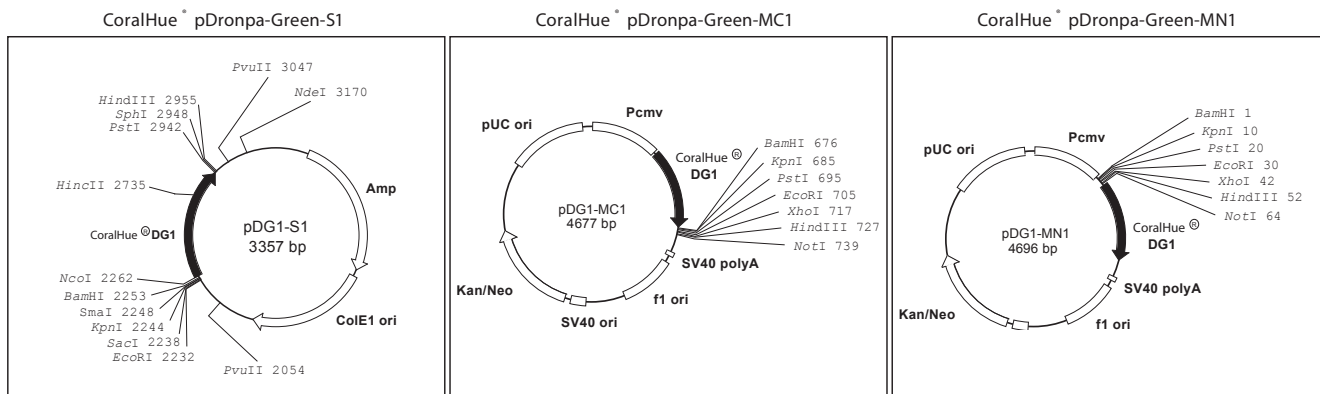 CoralHue ® pDronpa-Green-S1
PvuII 3047
NdeI 3170
HindIII 2955
SphI 2948
PstI 2942
HincII 2735
Amp
CoralHue ® DG1
pDG1-S1
3357 bp
NcoI 2262
BamHI 2253
SmaI 2248
KpnI 2244
SacI 2238
EcoRI 2232
ColE1 ori
PvuII 2054
CoralHue ® pDronpa-Green-MC1
Pcmv
pUC ori
CoralHue ®
DG1
BamHI 676
KpnI 685
PstI 695
EcoRI 705
XhoI 717
HindIII 727
NotI 739
pDG1-MC1
4677 bp
SV40 polyA
f1 ori
SV40 ori
Kan/Neo
CoralHue ® pDronpa-Green-MN1
BamHI 1
KpnI 10
PstI 20
EcoRI 30
XhoI 42
HindIII 52
NotI 64
Pcmv
pUC ori
CoralHue ®
DG1
pDG1-MN1
4696 bp
SV40 polyA
f1 ori
Kan/Neo